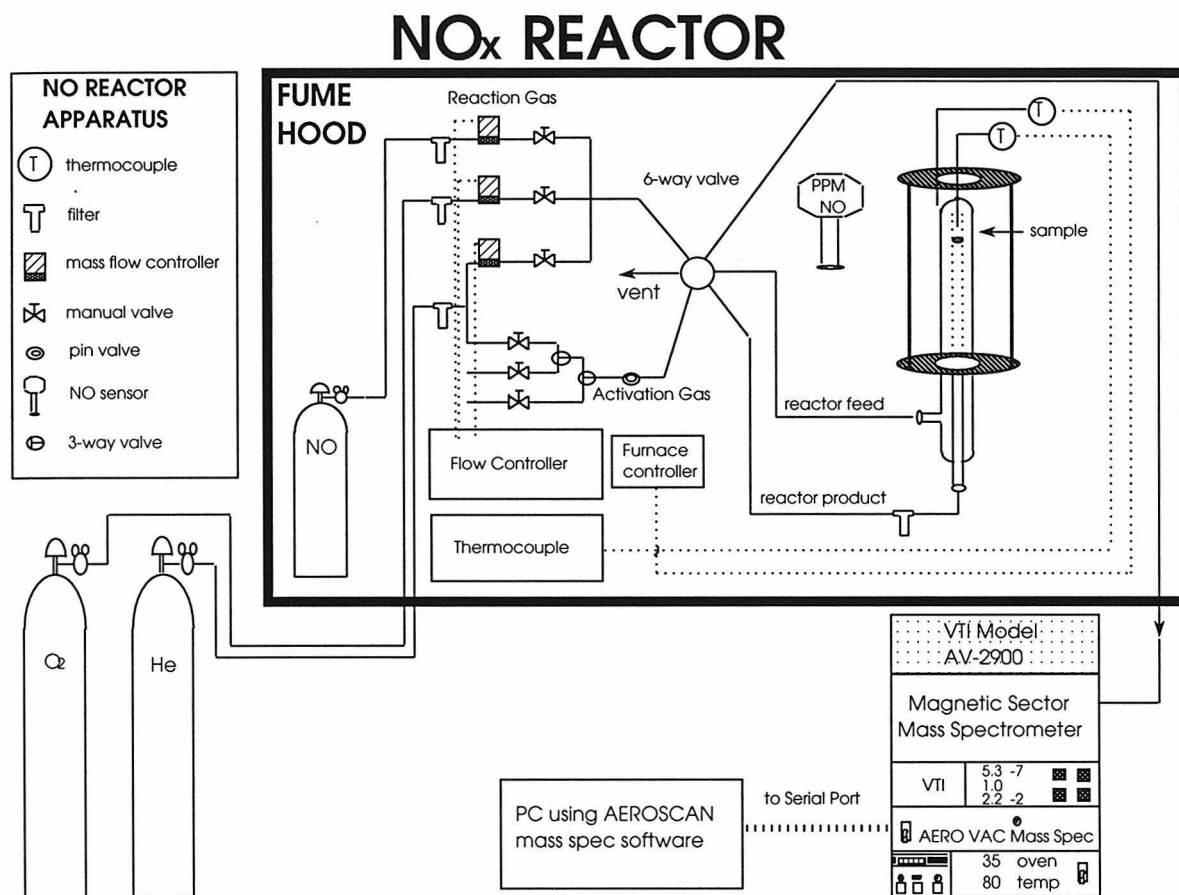 NOx REACTOR
NO REACTOR
APPARATUS
T
thermocouple
filter
mass flow controller
manual valve
pin valve
NO sensor
3-way valve
FUME
HOOD
Reaction Gas
6-way valve
PPM
NO
T
T
sample
vent
Activation Gas
reactor feed
reactor product
NO
Flow Controller
Furnace
controller
Thermocouple
O2
He
VTI Model
AV-2900
Magnetic Sector
Mass Spectrometer
VTI
5.3 -7
1.0
2.2 -2
AERO VAC Mass Spec
35 oven
80 temp
to Serial Port
PC using AEROSCAN
mass spec software